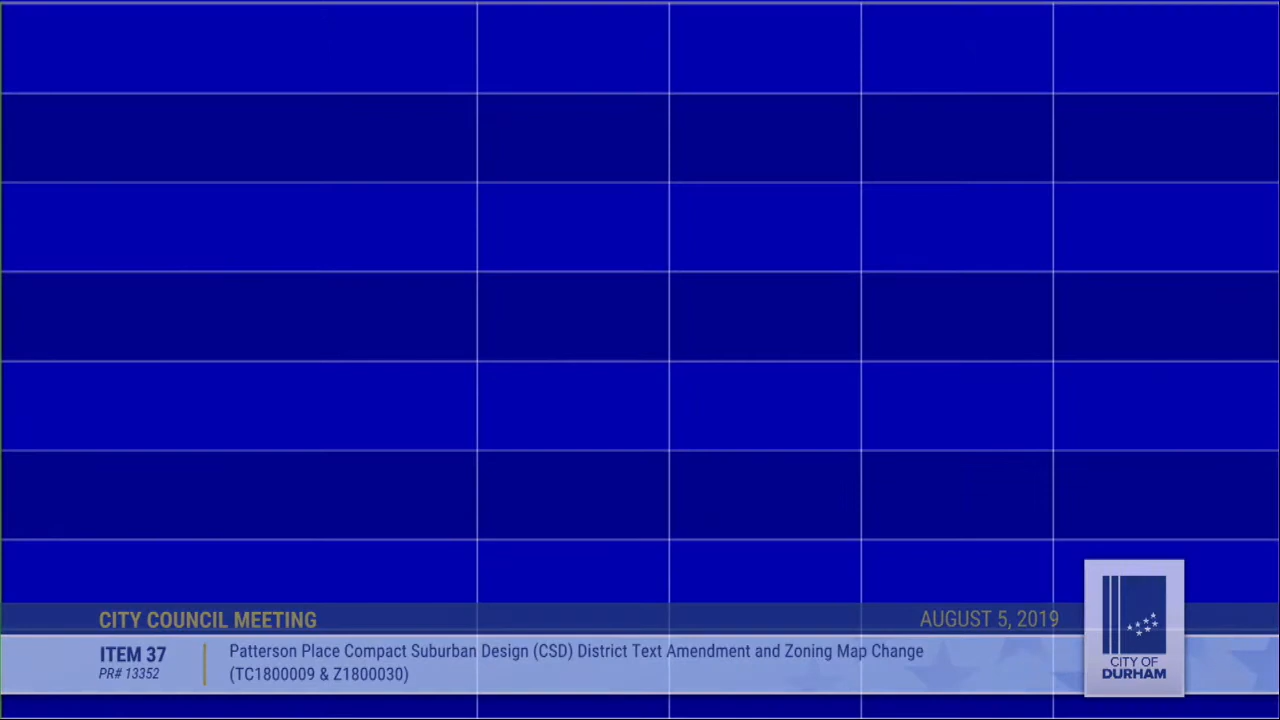 CITY COUNCIL MEETING
AUGUST 5, 2019
ITEM 37
PR# 13352
Patterson Place Compact Suburban Design (CSD) District Text Amendment and Zoning Map Change
(TC1800009 & Z1800030)
CITY OF
DURHAM